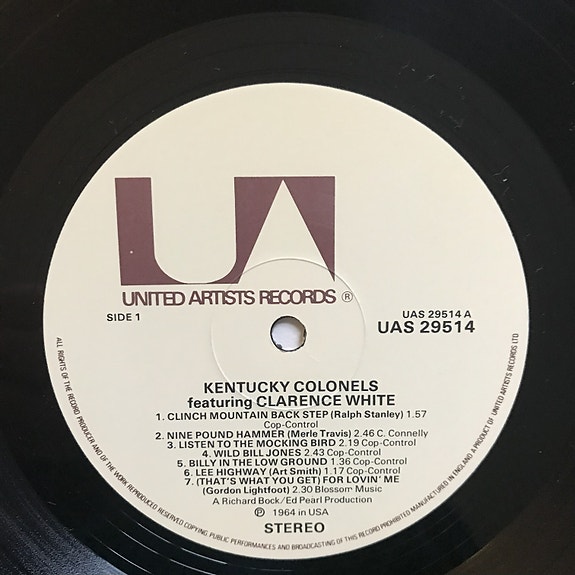 UA
UNITED ARTISTS RECORDS ®
SIDE 1
UAS 29514 A
UAS 29514
KENTUCKY COLONELS
featuring CLARENCE WHITE
1. CLINCH MOUNTAIN BACK STEP (Ralph Stanley) 1.57
Cop-Control
2. NINE POUND HAMMER (Merle Travis) 2.46 C. Connelly
3. LISTEN TO THE MOCKING BIRD 2.19 Cop-Control
4. WILD BILL JONES 2.43 Cop-Control
5. BILLY IN THE LOW GROUND 1.36 Cop-Control
6. LEE HIGHWAY (Art Smith) 1.17 Cop-Control
7. (THAT'S WHAT YOU GET) FOR LOVIN' ME
(Gordon Lightfoot) 2.30 Blossom Music
A Richard Bock/Ed Pearl Production
℗ 1964 in USA
STEREO
ALL RIGHTS OF THE RECORD PRODUCER AND OF THE OWNER OF THE WORK REPRODUCED RESERVED COPYING PUBLIC PERFORMANCES AND BROADCASTING OF THIS RECORD PROHIBITED MANUFACTURED IN ENGLAND A PRODUCT OF UNITED ARTISTS RECORDS LTD